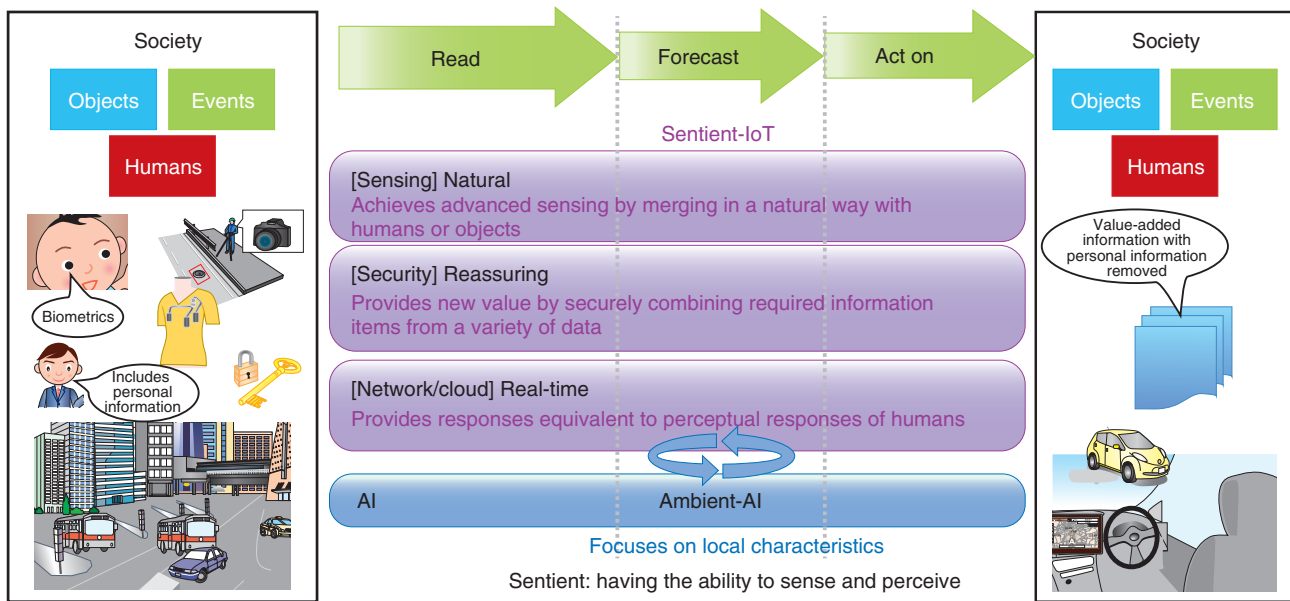 Society
Objects
Events
Humans
Biometrics
Includes
personal
information
Read
Forecast
Act on
Sentient-IoT
[Sensing] Natural
Achieves advanced sensing by merging in a natural way with
humans or objects
[Security] Reassuring
Provides new value by securely combining required information
items from a variety of data
[Network/cloud] Real-time
Provides responses equivalent to perceptual responses of humans
AI
Ambient-AI
Focuses on local characteristics
Sentient: having the ability to sense and perceive
Society
Objects
Events
Humans
Value-added
information with
personal information
removed